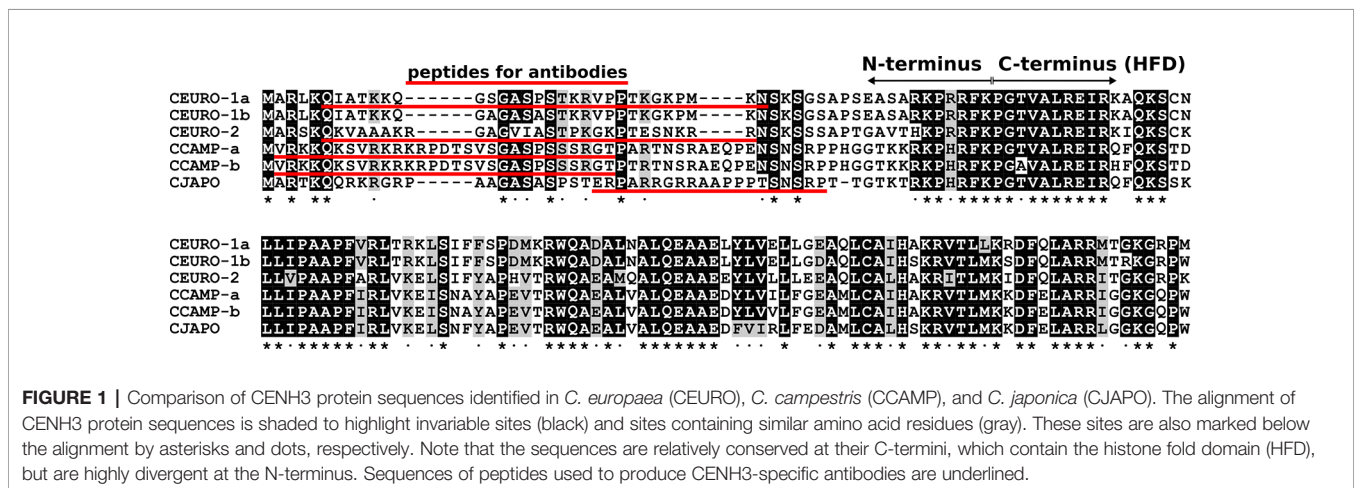 peptides for antibodies
N-terminus C-terminus (HFD)
CEURO-1a MARLKQIATKKQ------GSGASPSTKRVPPTKGKPM----KNSKSGSAPSEASARKPRRFKPGTVALREIRKAQKSCN
CEURO-1b MARLKQIATKKQ------GAGASPSTKRVPPTKGKPM----KNSKSGSAPSEASARKPRRFKPGTVALREIRKAQKSCN
CEURO-2 MARSKQKVAAAKR-----GAGVIASTPKGKPTESNKR----RNSKSSSAPTGAVTHKPRRFKPGTVALREIRKIQKSCK
CCAMP-a MVRKKQKSVRKRKRPDTSVSGASPSSSRGTPARTNSRAEQPENSRPPHGGTKKRKPHRFKPGTVALREIRQFQKSTD
CCAMP-b MVRKKQKSVRKRKRPDTSVSGASPSSSRGTPTRTNSRAEQPENSRPPHGGTKKRKPHRFKPGAVALREIRHFQKSTD
CJAPO MARTKQQRKRGRP-----AAGASASPSTERPARRGRRAAPPPTSNSRPT-TGTKTRKPHRFKPGTVALREIRQFQKSSK
CEURO-1a LLIPAAPFVRLTRKLSIFFSPDMKRWQADALNALQEAAELYLVELLGEAQLCAIHAKRVTLLKRDFQLARRMTGKGRPM
CEURO-1b LLIPAAPFVRLTRKLSIFFSPDMKRWQADALNALQEAAELYLVELLGDAQLCAIHSKRVTLMKSDFQLARRMTRKGRPW
CEURO-2 LLVPAAPFARLVKELSIFYAPHVTRWQAEAMQALQEAAELYLVLLLEEAQLCAIHAKRITLMKIDFQLARRITGKGRPK
CCAMP-a LLIPAAPFIRLVKEISNAYAPEVTRWQAEALVALQEAAEDYLVILFGEAMLCAIHAKRVTLMKKDFELARRIGGKGQPW
CCAMP-b LLIPAAPFIRLVKEISNAYAPEVTRWQAEALVALQEAAEDYLVVLFGEAMLCAIHAKRVTLMKKDFELARRIGGKGQPW
CJAPO LLIPAAPFIRLVKELSNFYAPEVTRWQAEALVALQEAAEDFVIRLFEDAMLCALHSKRVTLMKKDFELARRLGGKGQPW
FIGURE 1 | Comparison of CENH3 protein sequences identified in C. europaea (CEURO), C. campestris (CCAMP), and C. japonica (CJAPO). The alignment of
CENH3 protein sequences is shaded to highlight invariable sites (black) and sites containing similar amino acid residues (gray). These sites are also marked below
the alignment by asterisks and dots, respectively. Note that the sequences are relatively conserved at their C-termini, which contain the histone fold domain (HFD),
but are highly divergent at the N-terminus. Sequences of peptides used to produce CENH3-specific antibodies are underlined.